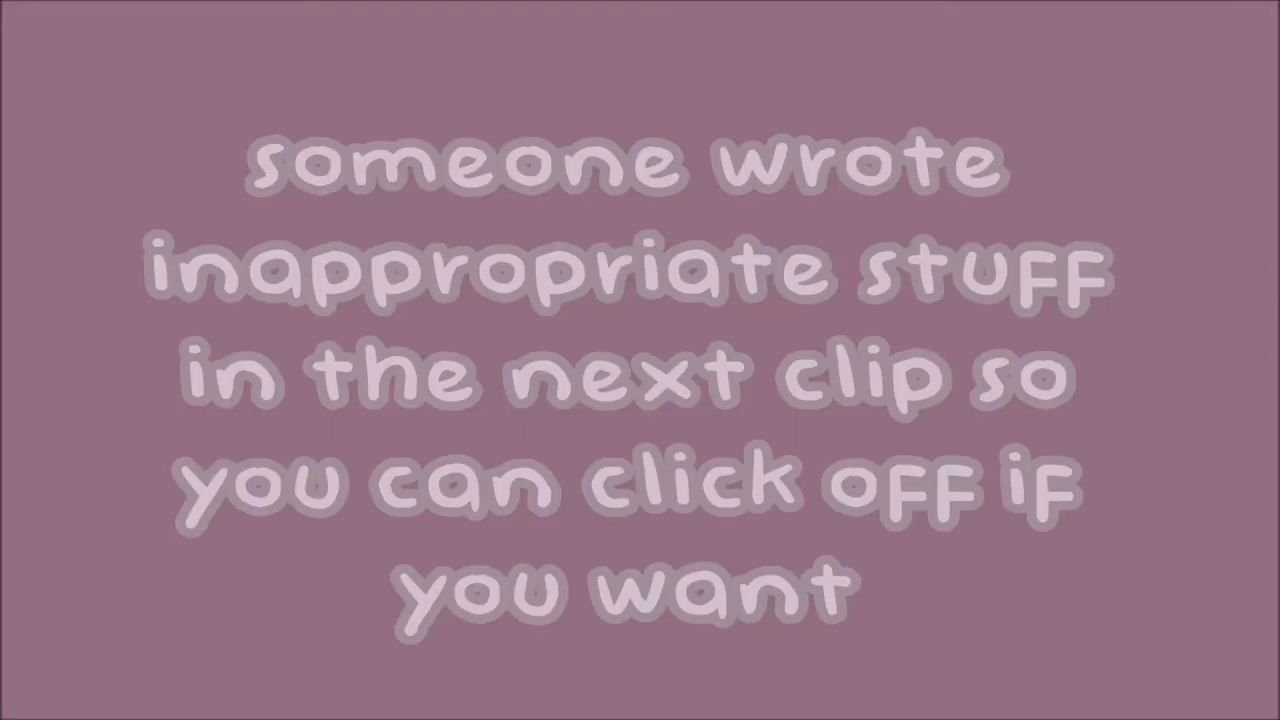 someone wrote
inappropriate stuff
in the next clip so
you can click off if
you want